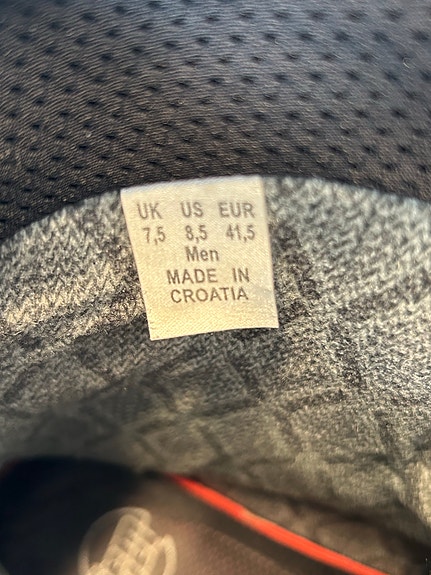 UK US EUR
7,5 8,5 41,5
Men
MADE IN
CROATIA